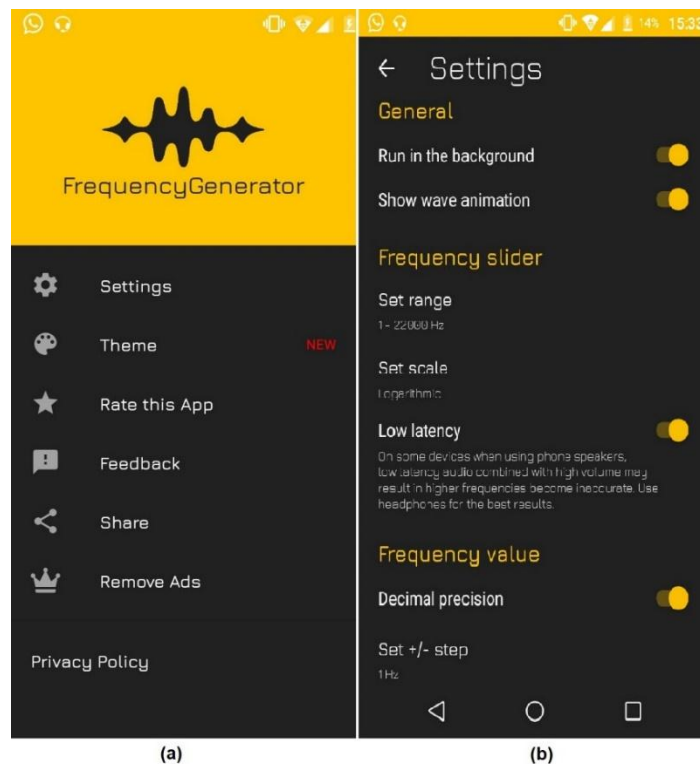 FrequencyGenerator
Settings
Theme NEW
Rate this App
Feedback
Share
Remove Ads
Privacy Policy
(a)
14% 15:33
Settings
General
Run in the background
Show wave animation
Frequency slider
Set range
1 - 22000 Hz
Set scale
Logarithmic
Low latency
On some devices when using phone speakers,
low latency audio combined with high volume may
result in higher frequencies become inaccurate. Use
headphones for the best results.
Frequency value
Decimal precision
Set +/- step
1 Hz
(b)